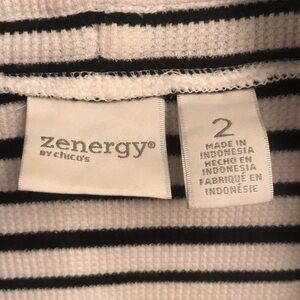 zenergy®
BY chico's
2
MADE IN
INDONESIA
HECHO EN
INDONESIA
FABRIQUÉ EN
INDONÉSIE